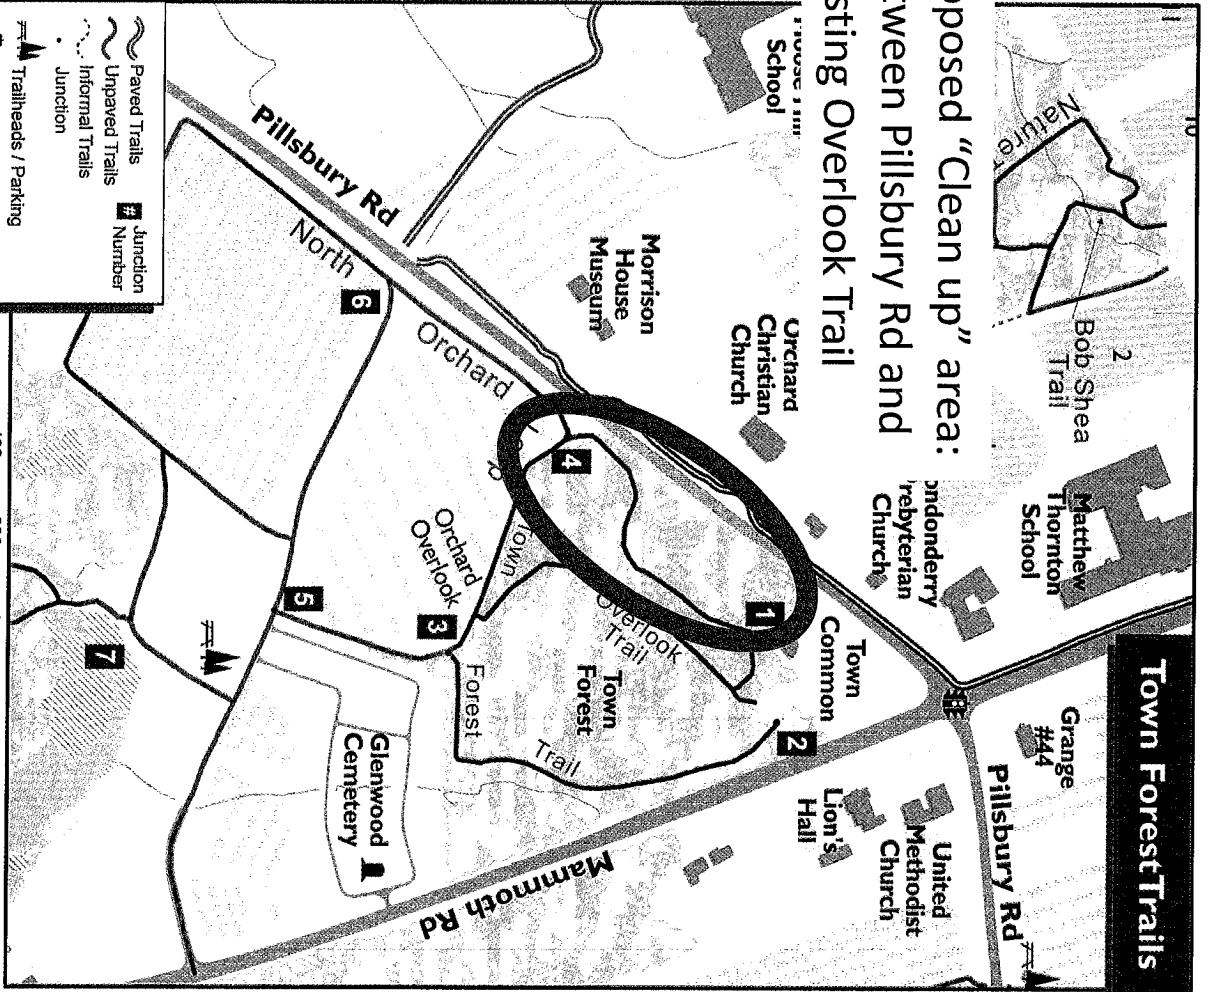 Town Forest Trails
pposed “Clean up” area:
tween Pillsbury Rd and
sting Overlook Trail
Nature
2
Bob Shea
Trail
10
Matthew
Thornton
School
Grange
#44
Pillsbury Rd
ondonderry
rebyterian
Church
United
Methodist
Church
Lion's
Hall
Town
Common
Orchard
Christian
Church
School
Morrison
House
Museum
Pillsbury Rd
North
Orchard
6
4
1
2
Overlook
Trail
Town
Forest
Town
Orchard
Overlook
3
5
7
Forest
Trail
Glenwood
Cemetery
Mammoth Rd
Paved Trails
Unpaved Trails
Informal Trails
Junction
Trailheads / Parking
# Junction
Number